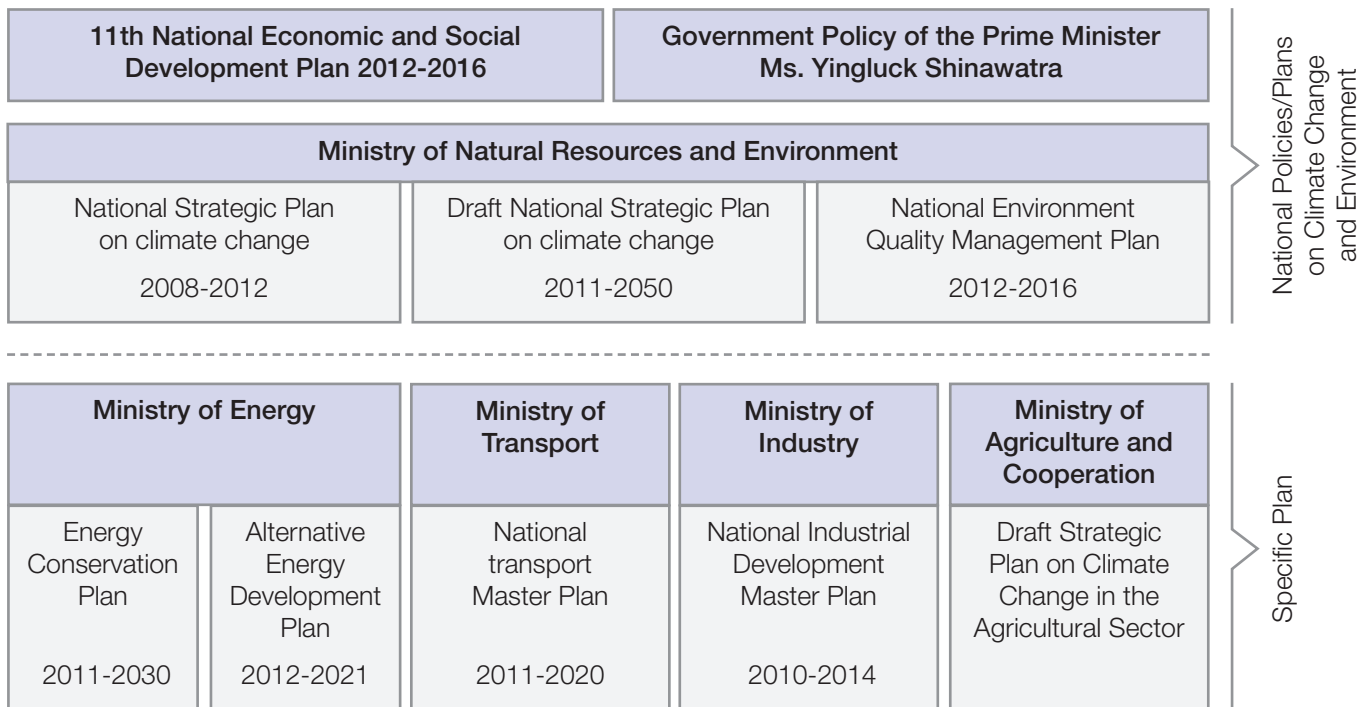 11th National Economic and Social
Development Plan 2012-2016
Government Policy of the Prime Minister
Ms. Yingluck Shinawatra
Ministry of Natural Resources and Environment
National Strategic Plan
on climate change
2008-2012
Draft National Strategic Plan
on climate change
2011-2050
National Environment
Quality Management Plan
2012-2016
National Policies/Plans
on Climate Change
and Environment
Ministry of Energy
Energy
Conservation
Plan
2011-2030
Alternative
Energy
Development
Plan
2012-2021
Ministry of
Transport
National
transport
Master Plan
2011-2020
Ministry of
Industry
National Industrial
Development
Master Plan
2010-2014
Ministry of
Agriculture and
Cooperation
Draft Strategic
Plan on Climate
Change in the
Agricultural Sector
Specific Plan